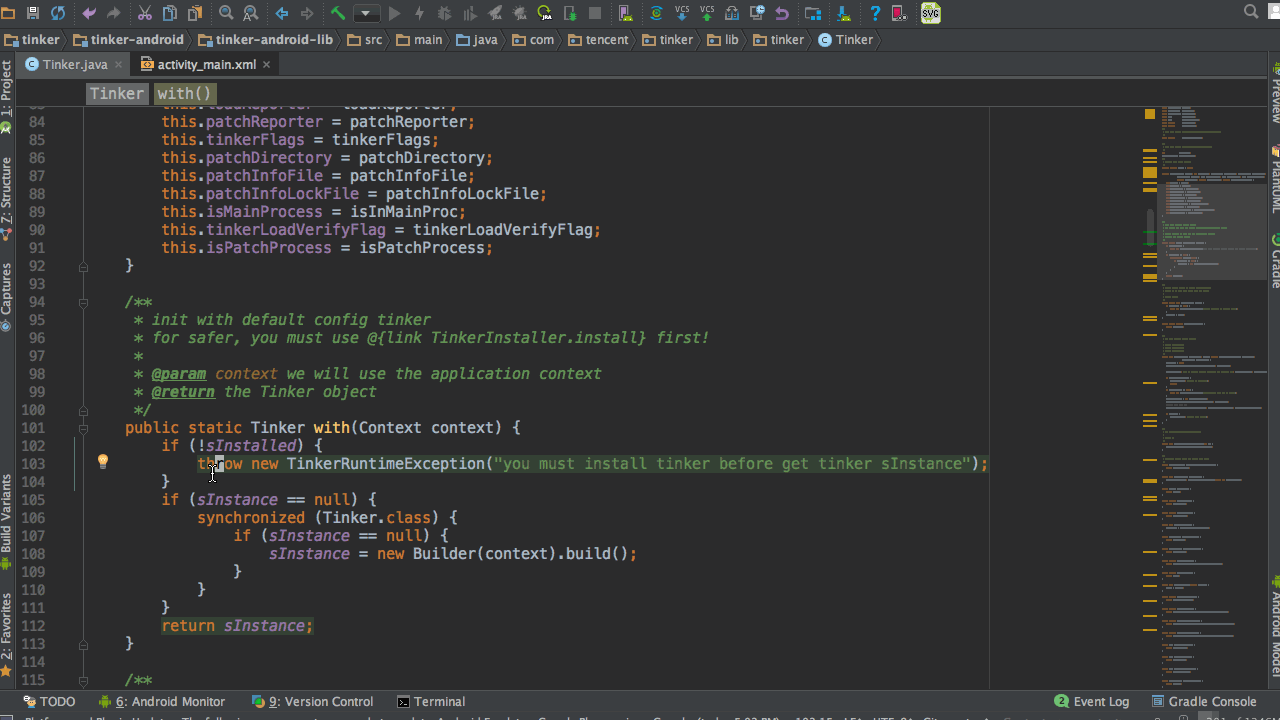 VCS VCS ? SVG
tinker tinker-android tinker-android-lib src main java com tencent tinker lib tinker Tinker
Tinker.java × activity_main.xml ×
Tinker with()
84 this.patchReporter = patchReporter;
85 this.tinkerFlags = tinkerFlags;
86 this.patchDirectory = patchDirectory;
87 this.patchInfoFile = patchInfoFile;
88 this.patchInfoLockFile = patchInfoLockFile;
89 this.isMainProcess = isInMainProc;
90 this.tinkerLoadVerifyFlag = tinkerLoadVerifyFlag;
91 this.isPatchProcess = isPatchProcess;
92 }
93
94 /**
95 * init with default config tinker
96 * for safer, you must use @{link TinkerInstaller.install} first!
97 *
98 * @param context we will use the application context
99 * @return the Tinker object
100 */
101 public static Tinker with(Context context) {
102 if (!sInstalled) {
103 throw new TinkerRuntimeException("you must install tinker before get tinker sInstance");
104 }
105 if (sInstance == null) {
106 synchronized (Tinker.class) {
107 if (sInstance == null) {
108 sInstance = new Builder(context).build();
109 }
110 }
111 }
112 return sInstance;
113 }
114
115 /**
1: Project
7: Structure
Captures
Build Variants
2: Favorites
Preview
PlantUML
Gradle
Android Model
TODO 6: Android Monitor 9: Version Control Terminal 2 Event Log Gradle Console